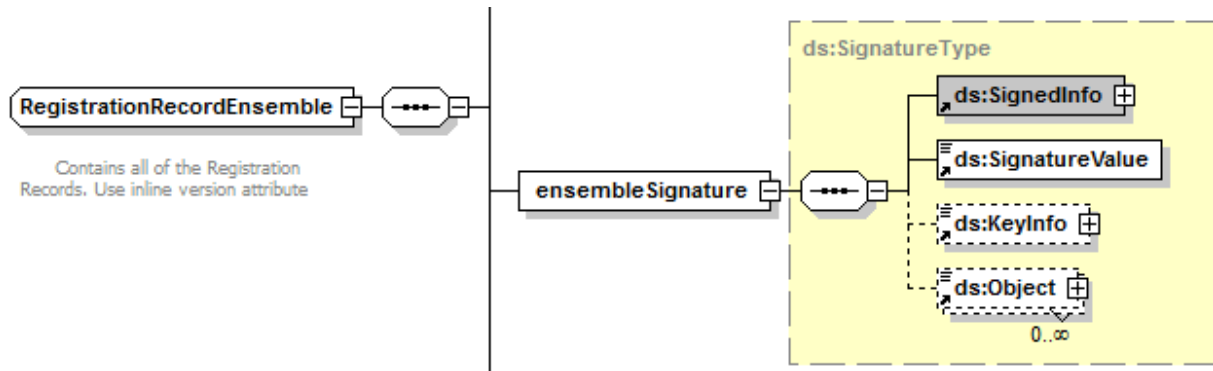 ds:SignatureType
RegistrationRecordEnsemble
ds:SignedInfo
Contains all of the Registration
Records. Use inline version attribute
ds:SignatureValue
ensembleSignature
ds:KeyInfo
ds:Object
0..∞